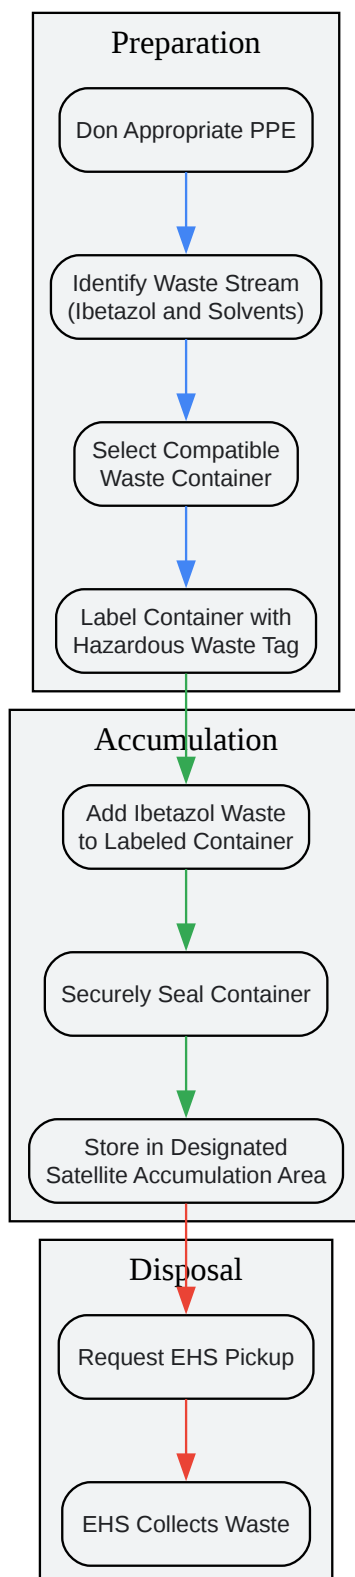 Preparation
Don Appropriate PPE
Identify Waste Stream
(Ibetazol and Solvents)
Select Compatible
Waste Container
Label Container with
Hazardous Waste Tag
Accumulation
Add Ibetazol Waste
to Labeled Container
Securely Seal Container
Store in Designated
Satellite Accumulation Area
Disposal
Request EHS Pickup
EHS Collects Waste